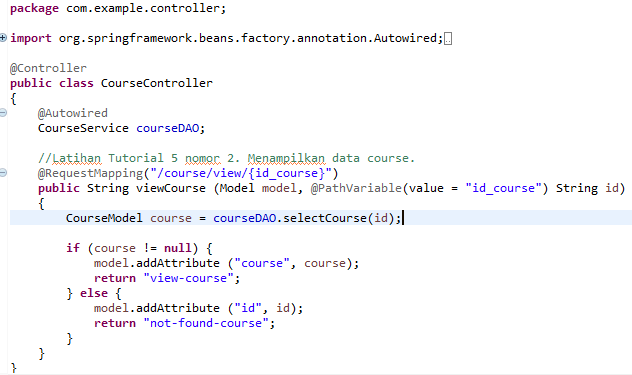 package com.example.controller;
import org.springframework.beans.factory.annotation.Autowired;
@Controller
public class CourseController
{
@Autowired
CourseService courseDAO;
//Latihan Tutorial 5 nomor 2. Menampilkan data course.
@RequestMapping("/course/view/{id_course}")
public String viewCourse (Model model, @PathVariable(value = "id_course") String id)
{
CourseModel course = courseDAO.selectCourse(id);
if (course != null) {
model.addAttribute ("course", course);
return "view-course";
} else {
model.addAttribute ("id", id);
return "not-found-course";
}
}
}